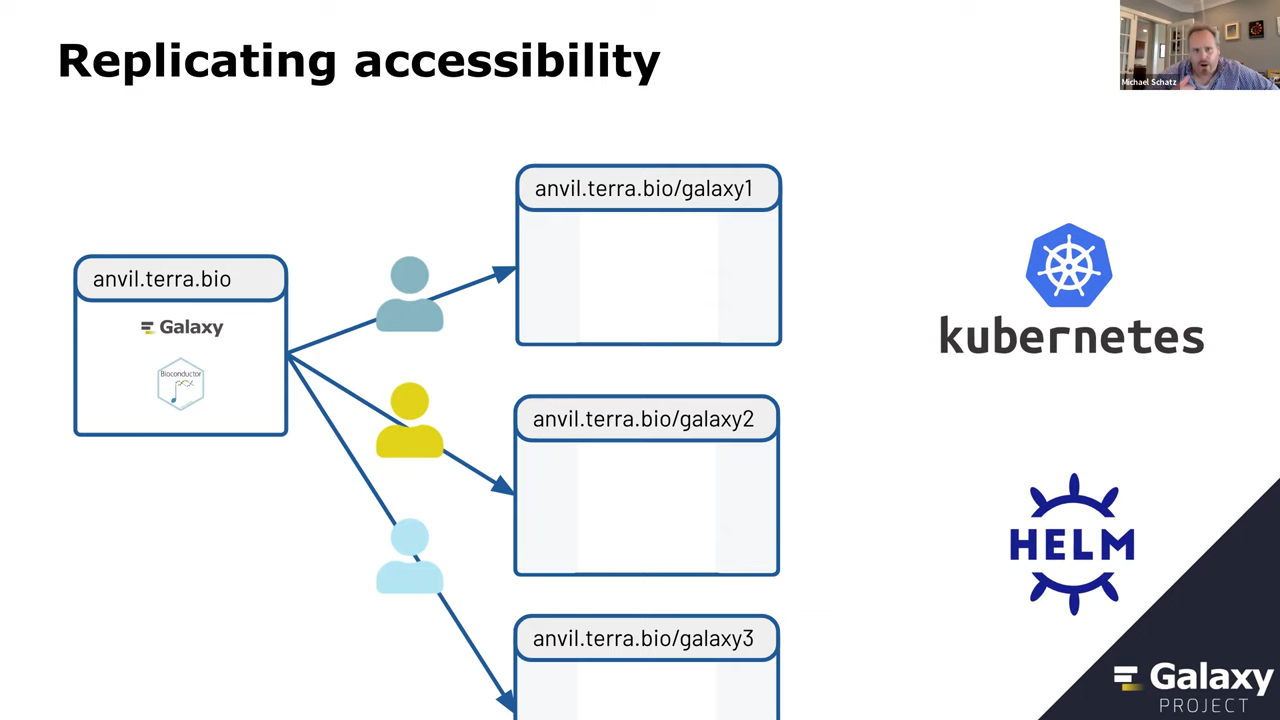 Replicating accessibility
Michael Schatz
anvil.terra.bio/galaxy1
anvil.terra.bio
Galaxy
Bioconductor
kubernetes
anvil.terra.bio/galaxy2
HELM
anvil.terra.bio/galaxy3
Galaxy
PROJECT